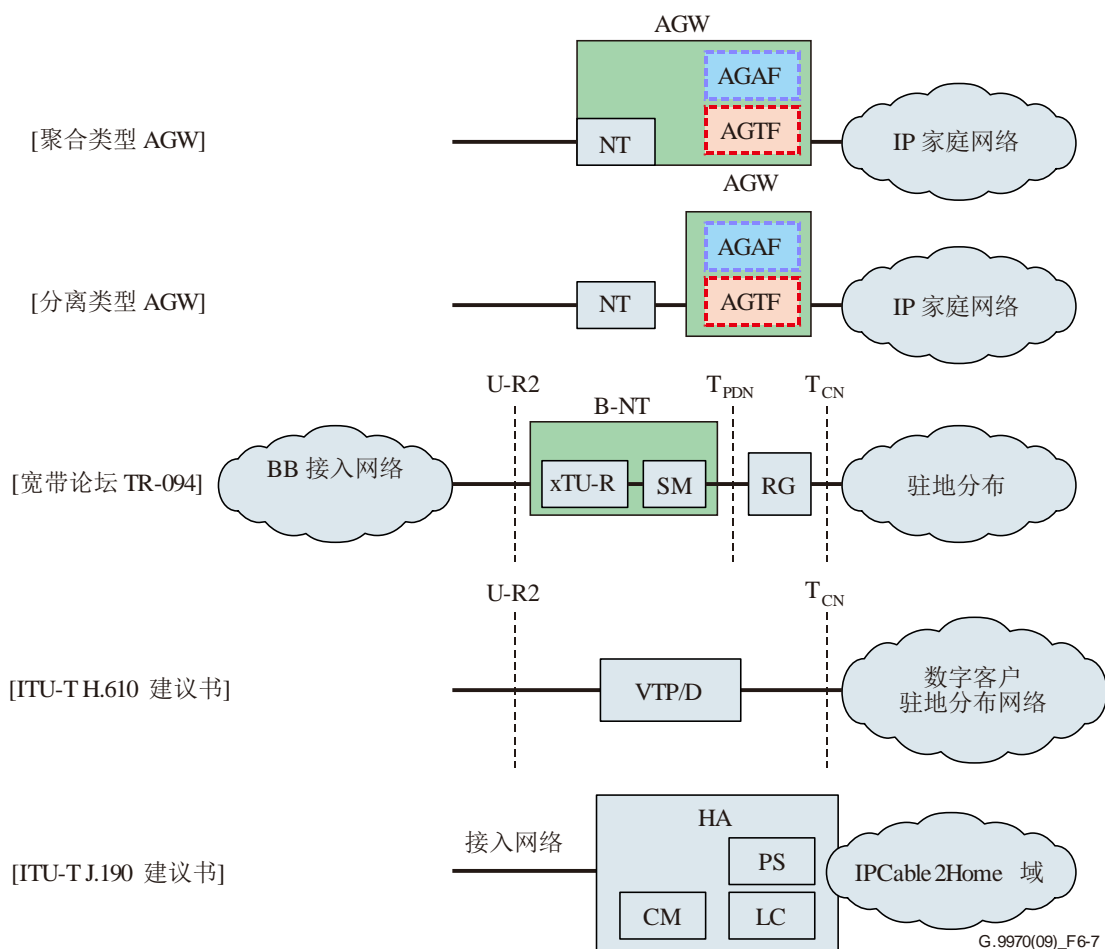 AGW
AGAF
[聚合类型 AGW]
NT
AGTF
IP 家庭网络
AGW
AGAF
[分离类型 AGW]
NT
AGTF
IP 家庭网络
U-R2
T_PDN
T_CN
B-NT
[宽带论坛 TR-094]
BB 接入网络
xTU-R
SM
RG
驻地分布
U-R2
T_CN
[ITU-T H.610 建议书]
VTP/D
数字客户
驻地分布网络
HA
接入网络
[ITU-T J.190 建议书]
PS
IPCable2Home 域
CM
LC
G.9970(09)_F6-7